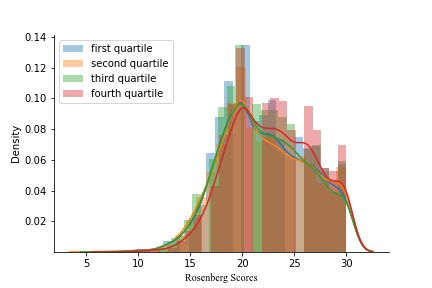 0.14
0.12
0.10
0.08
0.06
0.04
0.02
Density
first quartile
second quartile
third quartile
fourth quartile
5 10 15 20 25 30
Rosenberg Scores